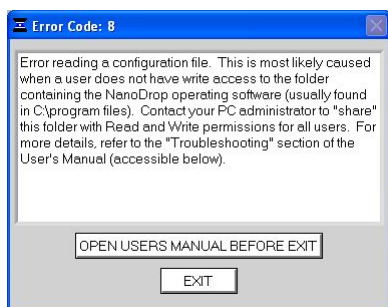 Error Code: 8
Error reading a configuration file.  This is most likely caused
when a user does not have write access to the folder
containing the NanoDrop operating software (usually found
in C:\program files).  Contact your PC administrator to "share"
this folder with Read and Write permissions for all users.  For
more details, refer to the "Troubleshooting" section of the
User's Manual (accessible below).
OPEN USERS MANUAL BEFORE EXIT
EXIT